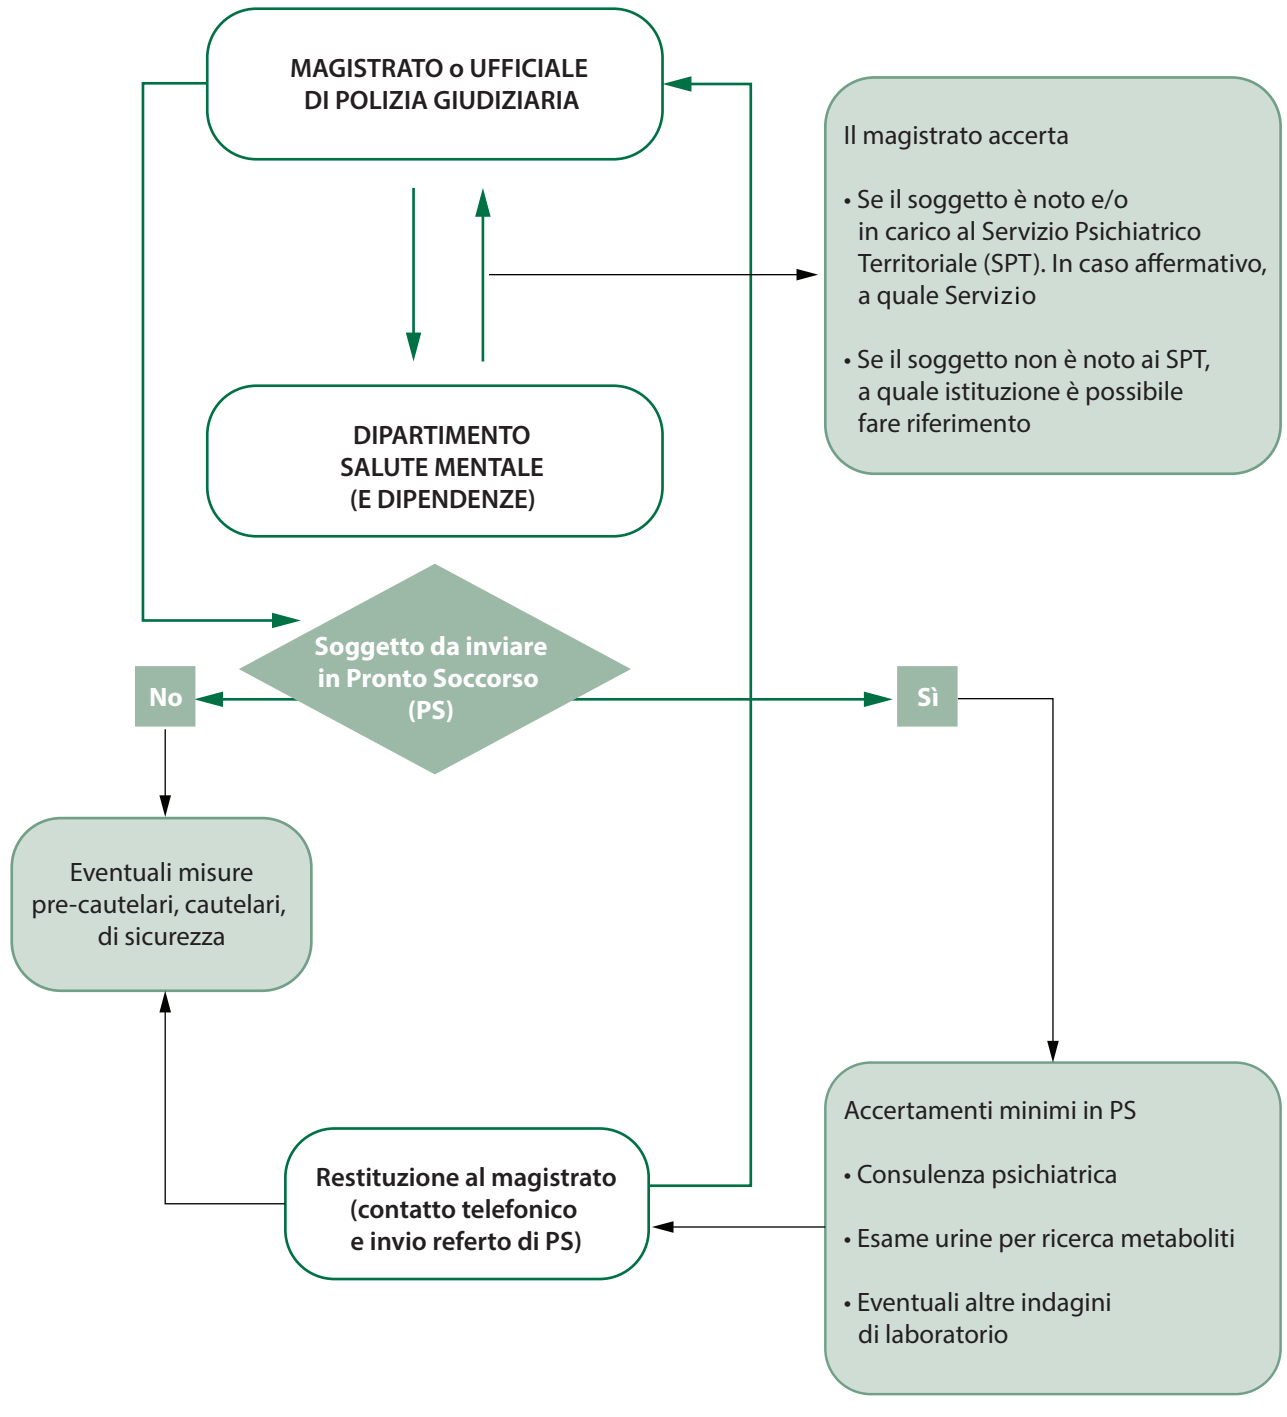 MAGISTRATO o UFFICIALE
DI POLIZIA GIUDIZIARIA
Il magistrato accerta
• Se il soggetto è noto e/o
in carico al Servizio Psichiatrico
Territoriale (SPT). In caso affermativo,
a quale Servizio
• Se il soggetto non è noto ai SPT,
a quale istituzione è possibile
fare riferimento
DIPARTIMENTO
SALUTE MENTALE
(E DIPENDENZE)
Soggetto da inviare
in Pronto Soccorso
(PS)
No
Sì
Eventuali misure
pre-cautelari, cautelari,
di sicurezza
Accertamenti minimi in PS
• Consulenza psichiatrica
• Esame urine per ricerca metaboliti
• Eventuali altre indagini
di laboratorio
Restituzione al magistrato
(contatto telefonico
e invio referto di PS)